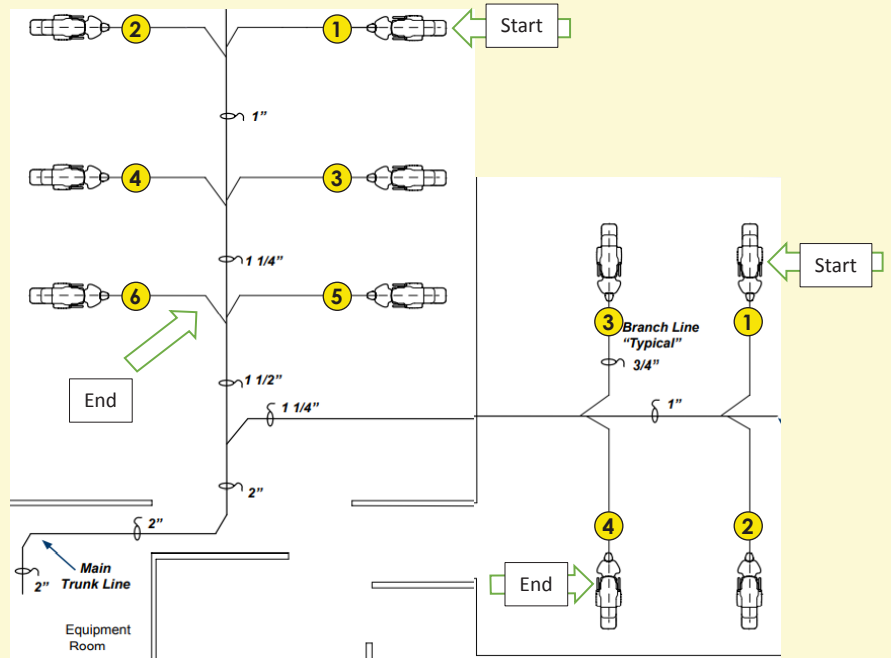 2
1
Start
1”
4
3
1 1/4”
6
5
Start
3
Branch Line
“Typical”
1
3/4”
End
1 1/2”
1 1/4”
1”
2”
2”
4
2
Main
Trunk Line
2”
End
Equipment
Room